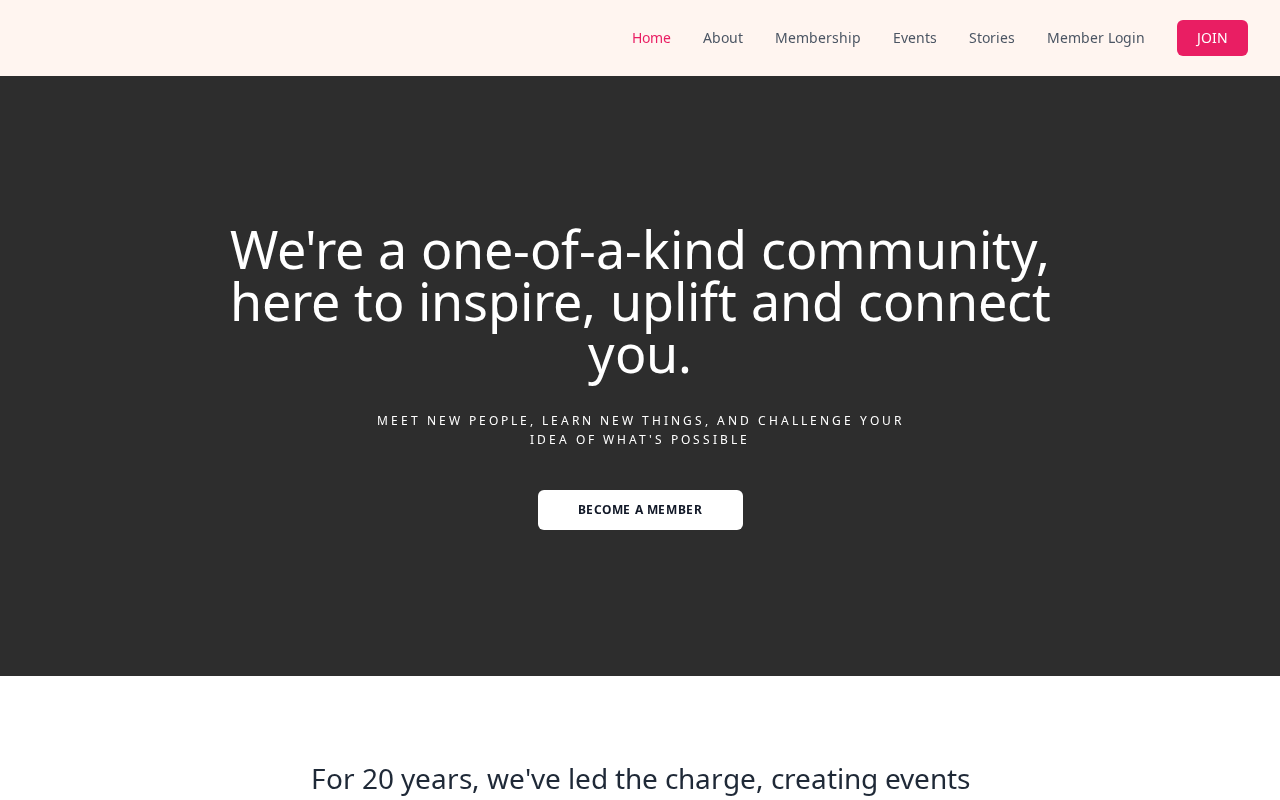 Home About Membership Events Stories Member Login JOIN
We're a one-of-a-kind community,
here to inspire, uplift and connect
you.
MEET NEW PEOPLE, LEARN NEW THINGS, AND CHALLENGE YOUR
IDEA OF WHAT'S POSSIBLE
BECOME A MEMBER
For 20 years, we've led the charge, creating events